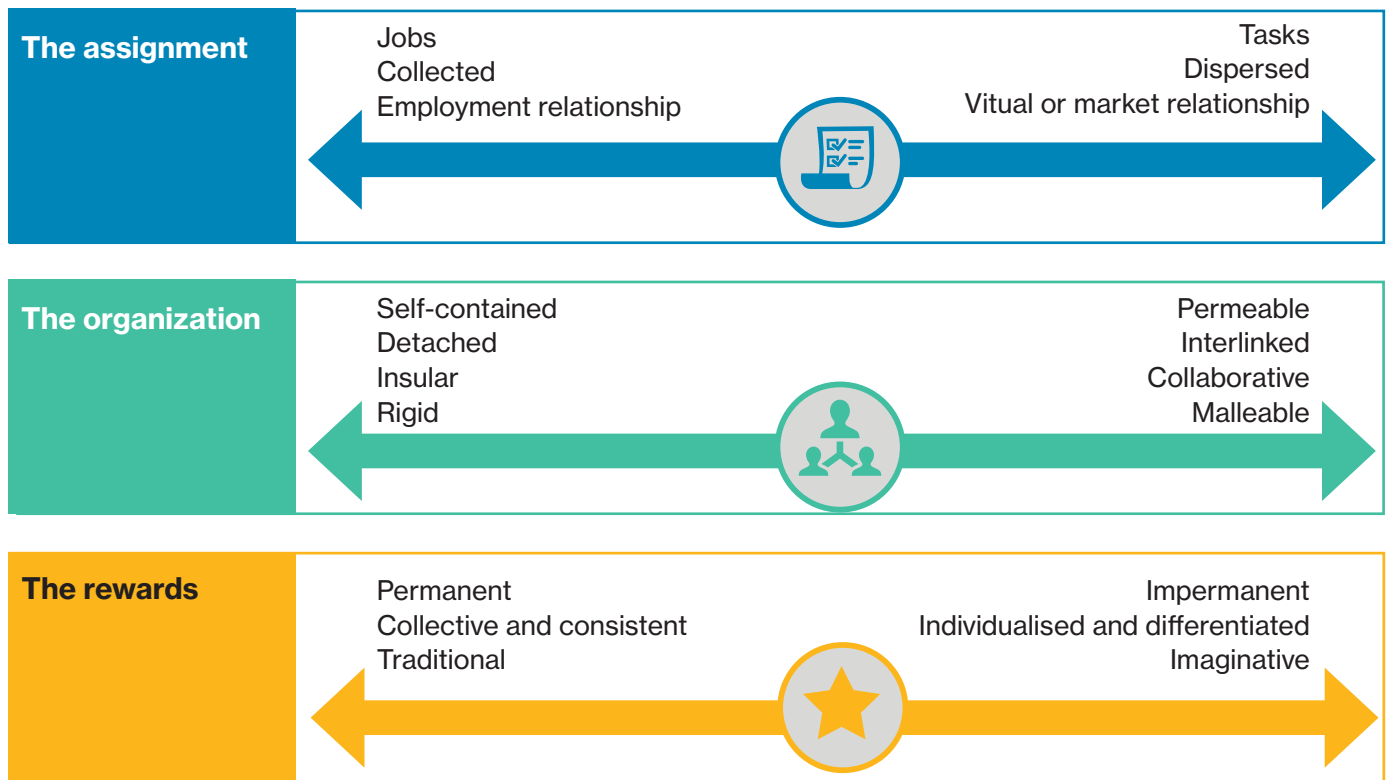 The assignment
Jobs
Collected
Employment relationship
Tasks
Dispersed
Vitual or market relationship
The organization
Self-contained
Detached
Insular
Rigid
Permeable
Interlinked
Collaborative
Malleable
The rewards
Permanent
Collective and consistent
Traditional
Impermanent
Individualised and differentiated
Imaginative